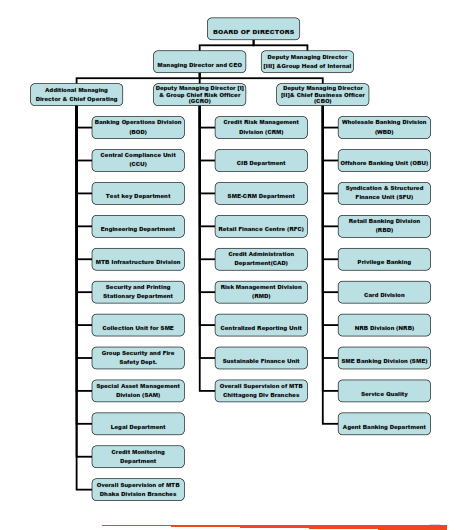 BOARD OF DIRECTORS
Managing Director and CEO
Deputy Managing Director
[III] &Group Head of Internal
Additional Managing
Director & Chief Operating
Deputy Managing Director [I]
& Group Chief Risk Officer
(GCRO)
Deputy Managing Director
[II]& Chief Business Officer
(CBO)
Banking Operations Division
(BOD)
Central Compliance Unit
(CCU)
Test key Department
Engineering Department
MTB Infrastructure Division
Security and Printing
Stationary Department
Collection Unit for SME
Group Security and Fire
Safety Dept.
Special Asset Management
Division (SAM)
Legal Department
Credit Monitoring
Department
Overall Supervision of MTB
Dhaka Division Branches
Credit Risk Management
Division (CRM)
CIB Department
SME-CRM Department
Retail Finance Centre (RFC)
Credit Administration
Department(CAD)
Risk Management Division
(RMD)
Centralized Reporting Unit
Sustainable Finance Unit
Overall Supervision of MTB
Chittagong Div Branches
Wholesale Banking Division
(WBD)
Offshore Banking Unit (OBU)
Syndication & Structured
Finance Unit (SFU)
Retail Banking Division
(RBD)
Privilege Banking
Card Division
NRB Division (NRB)
SME Banking Division (SME)
Service Quality
Agent Banking Department